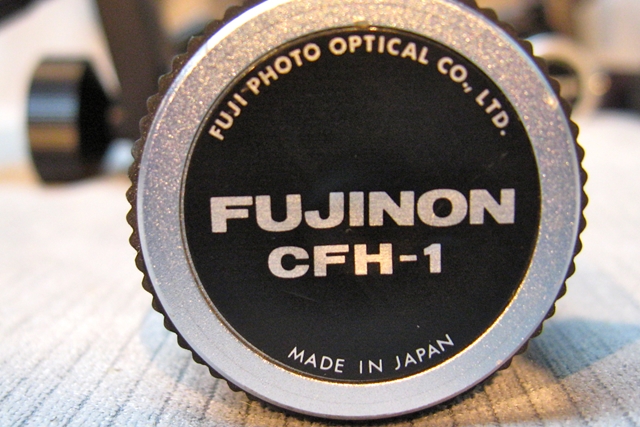 FUJI PHOTO OPTICAL CO., LTD.
FUJINON
CFH-1
MADE IN JAPAN